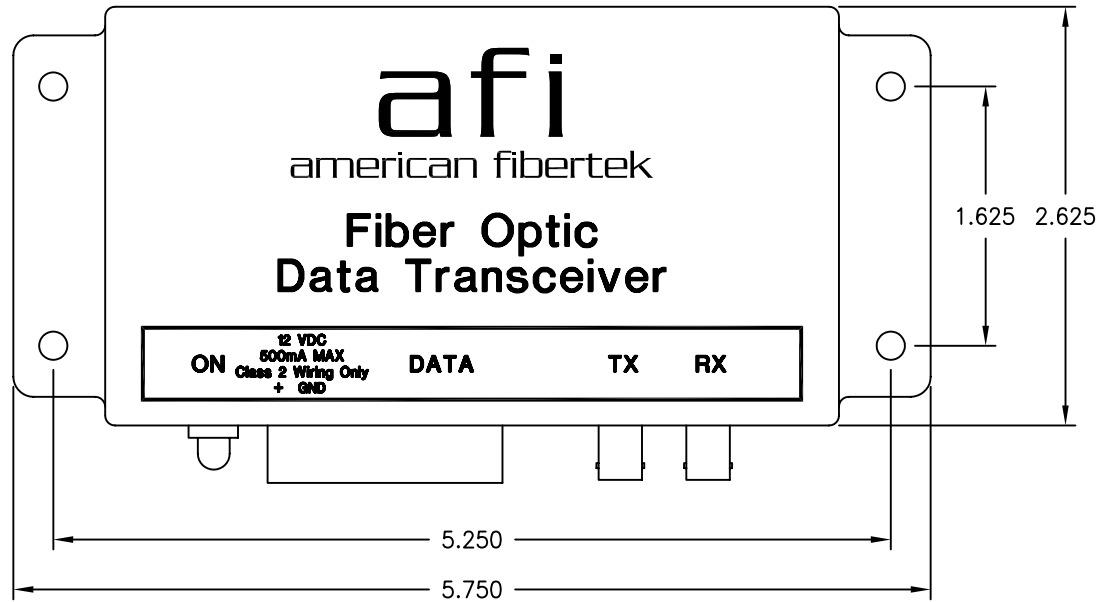 afi
american fibertek
Fiber Optic
Data Transceiver
ON
12 VDC
500mA MAX
Class 2 Wiring Only
+ GND
DATA
TX
RX
1.625
2.625
5.250
5.750